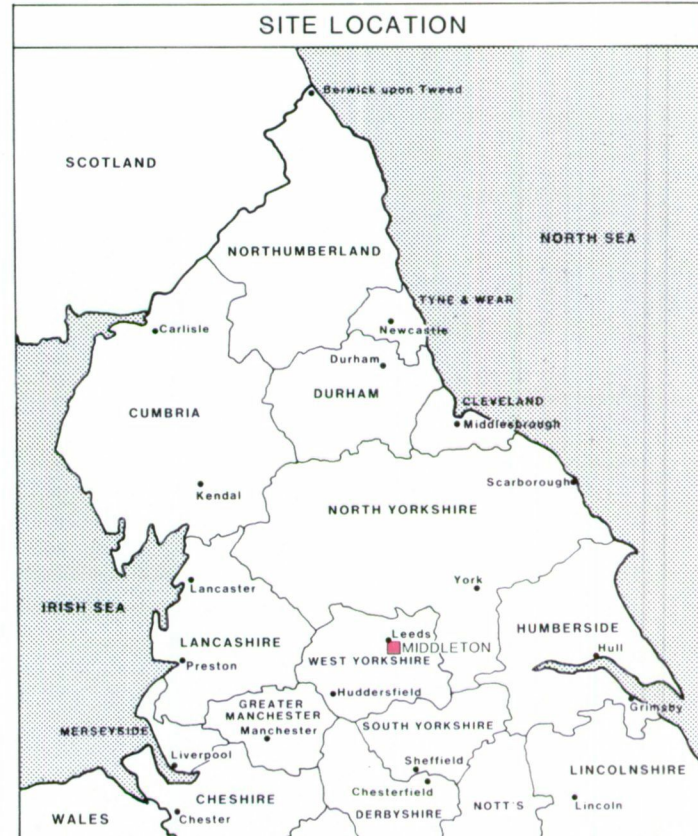 SITE LOCATION
Berwick upon Tweed
SCOTLAND
NORTH SEA
NORTHUMBERLAND
TYNE & WEAR
Carlisle
Newcastle
Durham
DURHAM
CLEVELAND
CUMBRIA
Middlesbrough
Scarborough
Kendal
NORTH YORKSHIRE
York
Lancaster
IRISH SEA
HUMBERSIDE
Leeds
LANCASHIRE
MIDDLETON
Hull
WEST YORKSHIRE
Preston
Huddersfield
GREATER
MANCHESTER
Grimsby
SOUTH YORKSHIRE
MERSEYSIDE
Manchester
Liverpool
Sheffield
LINCOLNSHIRE
Chesterfield
CHESHIRE
NOTT'S
Lincoln
DERBYSHIRE
WALES
Chester